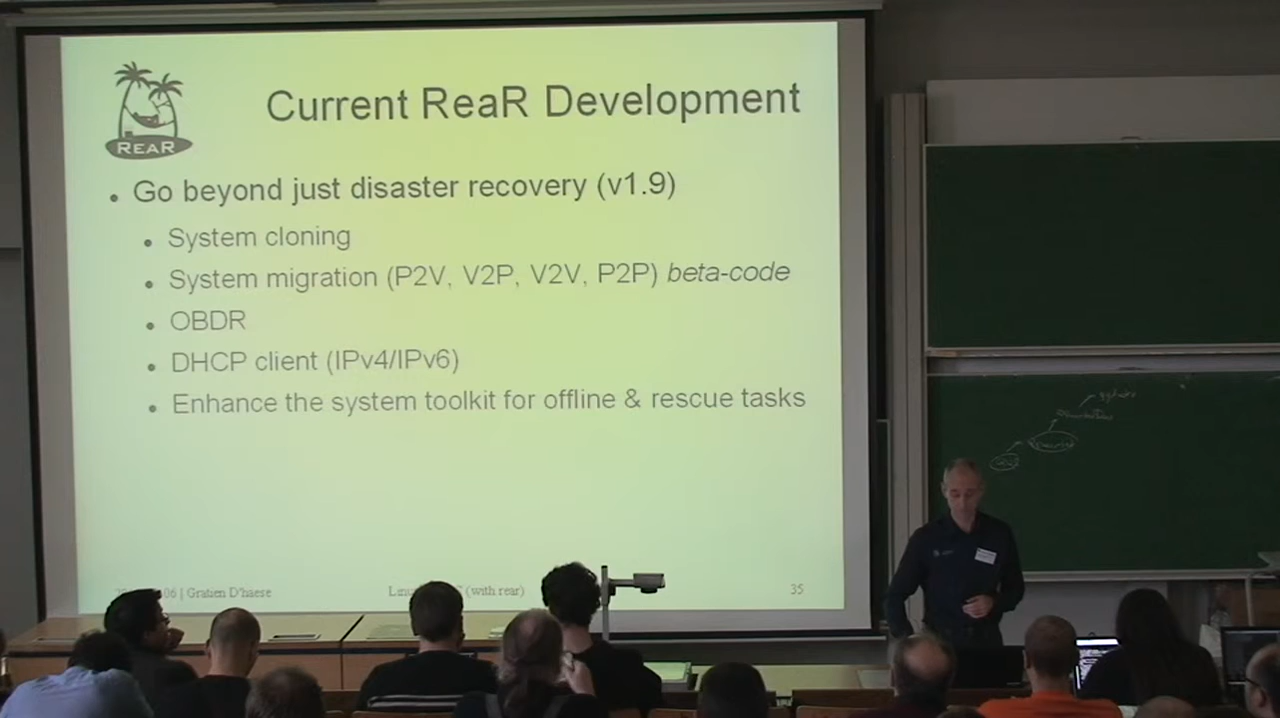 REAR
Current ReaR Development
• Go beyond just disaster recovery (v1.9)
• System cloning
• System migration (P2V, V2P, V2V, P2P) beta-code
• OBDR
• DHCP client (IPv4/IPv6)
• Enhance the system toolkit for offline & rescue tasks
06 | Gratien D'haese
(with rear)
35